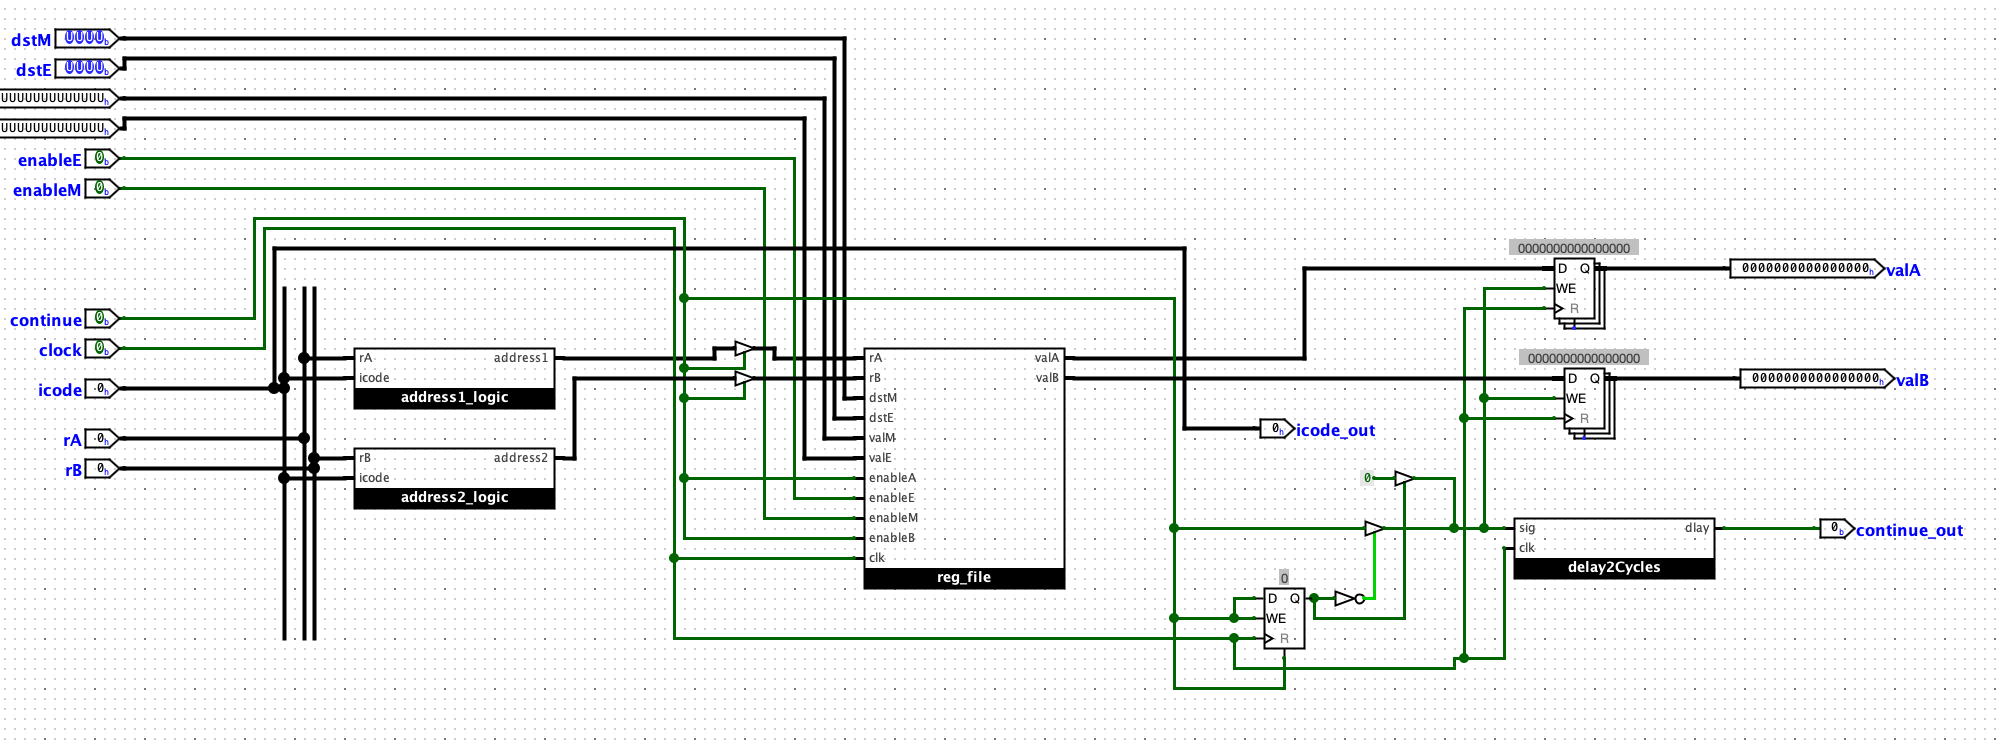 dstM UUUU b
dstE UUUU b
UUUUUUUUUUUUU h
UUUUUUUUUUUUU h
enableE 0 b
enableM 0 b
continue 0 b
clock 0 b
icode 0 h
rA 0 h
rB 0 h
rA address1
icode
address1_logic
rB address2
icode
address2_logic
rA valA
rB valB
dstM
dstE
valM
valE
enableA
enableE
enableM
enableB
clk
reg_file
icode_out 0 h
0000000000000000
D Q
WE
R
0000000000000000 h valA
0000000000000000
D Q
WE
R
0000000000000000 h valB
0
0
D Q
WE
R
sig dlay
clk
delay2Cycles
0 b continue_out